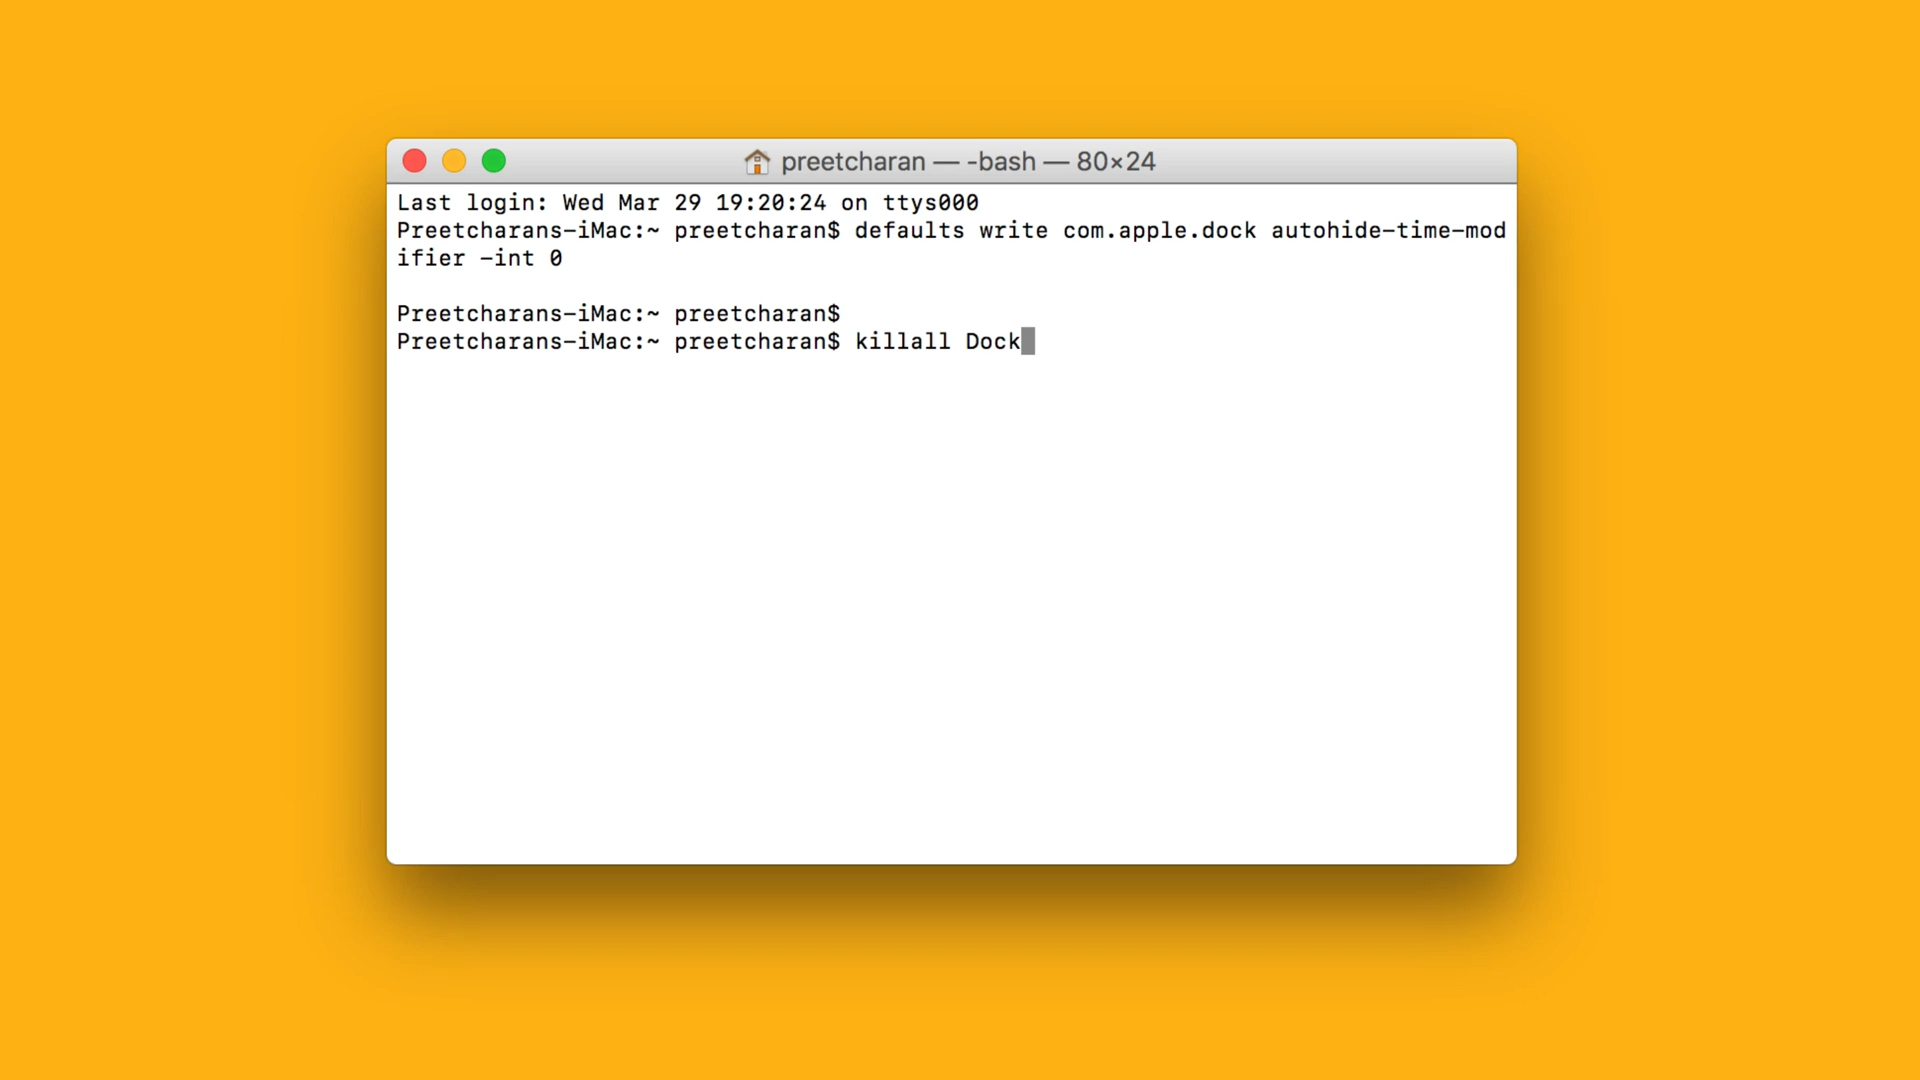 preetcharan — -bash — 80×24
Last login: Wed Mar 29 19:20:24 on ttys000
Preetcharans-iMac:~ preetcharan$ defaults write com.apple.dock autohide-time-mod
ifier -int 0
Preetcharans-iMac:~ preetcharan$
Preetcharans-iMac:~ preetcharan$ killall Dock